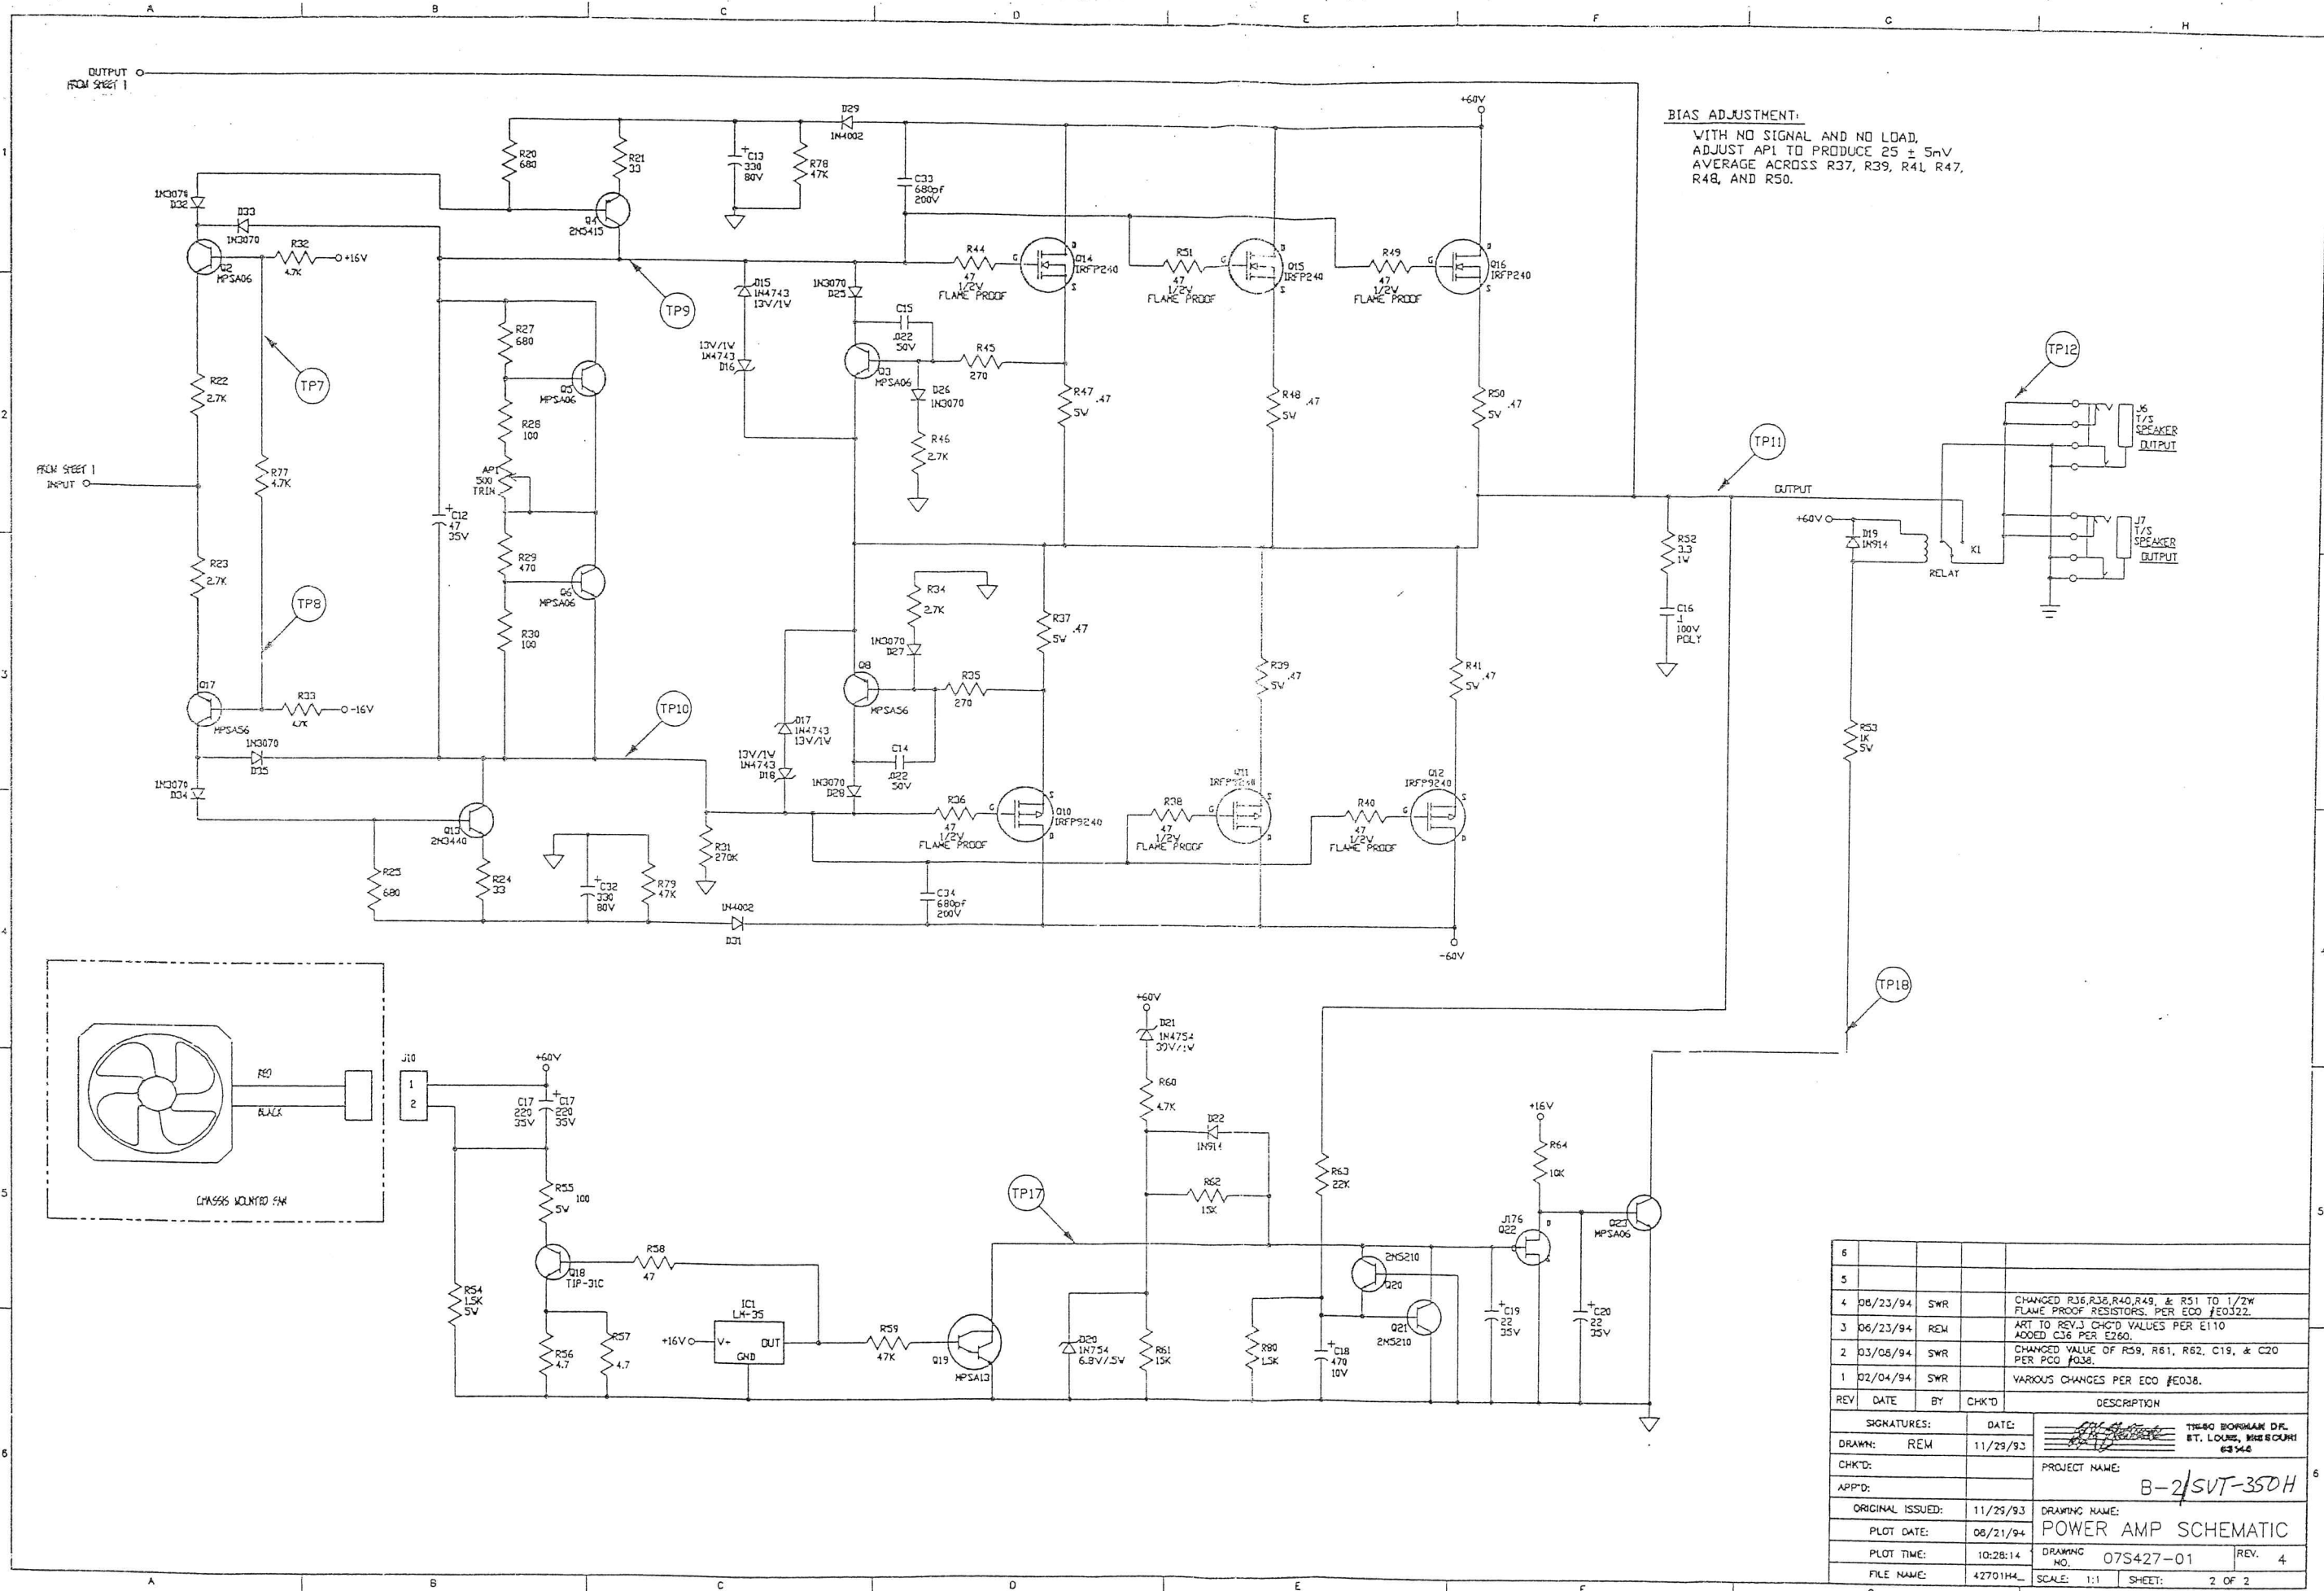 A B C D E F G H
OUTPUT
FROM SHEET 1
+60V
BIAS ADJUSTMENT:
WITH NO SIGNAL AND NO LOAD,
ADJUST AP1 TO PRODUCE 25 ± 5mV
AVERAGE ACROSS R37, R39, R41, R47,
R48, AND R50.
1
D29
1N4002
R20
680
R21
33
+C13
330
80V
R78
47K
C33
680pf
200V
1N3070
D32
D33
1N3070
Q4
2N5415
R32
4.7K
+16V
Q2
MPSA06
TP9
D15
1N4743
13V/1W
1N3070
D25
R44
47
1/2W
FLAME PROOF
G
D
S
Q14
IRFP240
R51
47
1/2W
FLAME PROOF
G
D
S
Q15
IRFP240
R49
47
1/2W
FLAME PROOF
G
D
S
Q16
IRFP240
C15
.022
50V
R27
680
13V/1W
1N4743
D16
Q3
MPSA06
R45
270
TP7
TP12
2
R22
2.7K
Q5
MPSA06
D26
1N3070
R47 .47
5W
R48 .47
5W
R50 .47
5W
J6
T/S
SPEAKER
OUTPUT
R28
100
R46
2.7K
TP11
FROM SHEET 1
INPUT
R77
4.7K
AP1
500
TRIM
OUTPUT
+C12
47
35V
+60V
D19
1N914
RELAY
K1
J7
T/S
SPEAKER
OUTPUT
R52
3.3
1W
R23
2.7K
R29
470
Q6
MPSA06
TP8
R34
2.7K
R37 .47
5W
C16
.1
100V
POLY
R30
100
1N3070
D27
3
Q17
MPSA56
R33
4.7K
-16V
TP10
Q8
MPSA56
R35
270
R39 .47
5W
R41 .47
5W
D17
1N4743
13V/1W
R53
1K
5W
1N3070
D35
13V/1W
1N4743
D18
C14
.022
50V
1N3070
D34
1N3070
D28
R36
47
1/2W
FLAME PROOF
G
S
D
Q10
IRFP9240
R38
47
1/2W
FLAME PROOF
G
S
D
Q11
IRFP9240
R40
47
1/2W
FLAME PROOF
G
S
D
Q12
IRFP9240
Q13
2N3440
R31
270K
R25
680
R24
33
+C32
330
80V
R79
47K
C34
680pf
200V
4
1N4002
D31
-60V
TP18
+60V
D21
1N4754
39V/1W
J10
1
2
RED
BLACK
+60V
C17
220
35V
+C17
220
35V
R60
4.7K
D22
1N914
+16V
R64
10K
5
CHASSIS MOUNTED FAN
R55 100
5W
TP17
R62
15K
R63
22K
J176
Q22
D
Q23
MPSA06
5
R58
47
Q18
TIP-31C
2N5210
Q20
R54
1.5K
5W
IC1
LM-35
+16V
V+
OUT
GND
R59
47K
Q19
MPSA13
D20
1N754
6.8V/.5W
R61
15K
R80
1.5K
+C18
470
10V
Q21
2N5210
+C19
22
35V
+C20
22
35V
R56
4.7
R57
4.7
6
6
5
4 06/23/94 SWR CHANGED R36,R38,R40,R49, & R51 TO 1/2W
FLAME PROOF RESISTORS. PER ECO #E0322.
3 06/23/94 REM ART TO REV.3 CHG'D VALUES PER E110
ADDED C36 PER E260.
2 03/08/94 SWR CHANGED VALUE OF R59, R61, R62, C19, & C20
PER PCO #038.
1 02/04/94 SWR VARIOUS CHANGES PER ECO #E038.
REV DATE BY CHK'D DESCRIPTION
SIGNATURES: DATE:
11880 BORMAN DR.
ST. LOUIS, MISSOURI
63146
DRAWN: REM 11/29/93
CHK'D:
PROJECT NAME:
B-2/SVT-350H
APP'D:
ORIGINAL ISSUED: 11/29/93
DRAWING NAME:
POWER AMP SCHEMATIC
PLOT DATE: 06/21/94
PLOT TIME: 10:28:14
DRAWING NO. 07S427-01 REV. 4
FILE NAME: 42701H4_ SCALE: 1:1 SHEET: 2 OF 2
6
A B C D E F